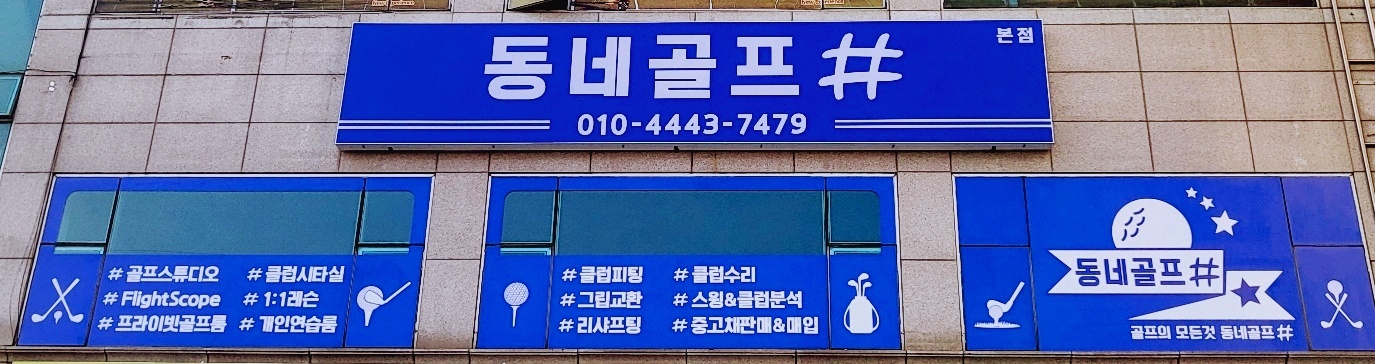 동네골프#
본점
010-4443-7479
# 골프스튜디오 # 클럽시타실
# FlightScope # 1:1레슨
# 프라이빗골프룸 # 개인연습룸
# 클럽피팅 # 클럽수리
# 그립교환 # 스윙&클럽분석
# 리샤프팅 # 중고채판매&매입
동네골프#
골프의 모든것 동네골프#